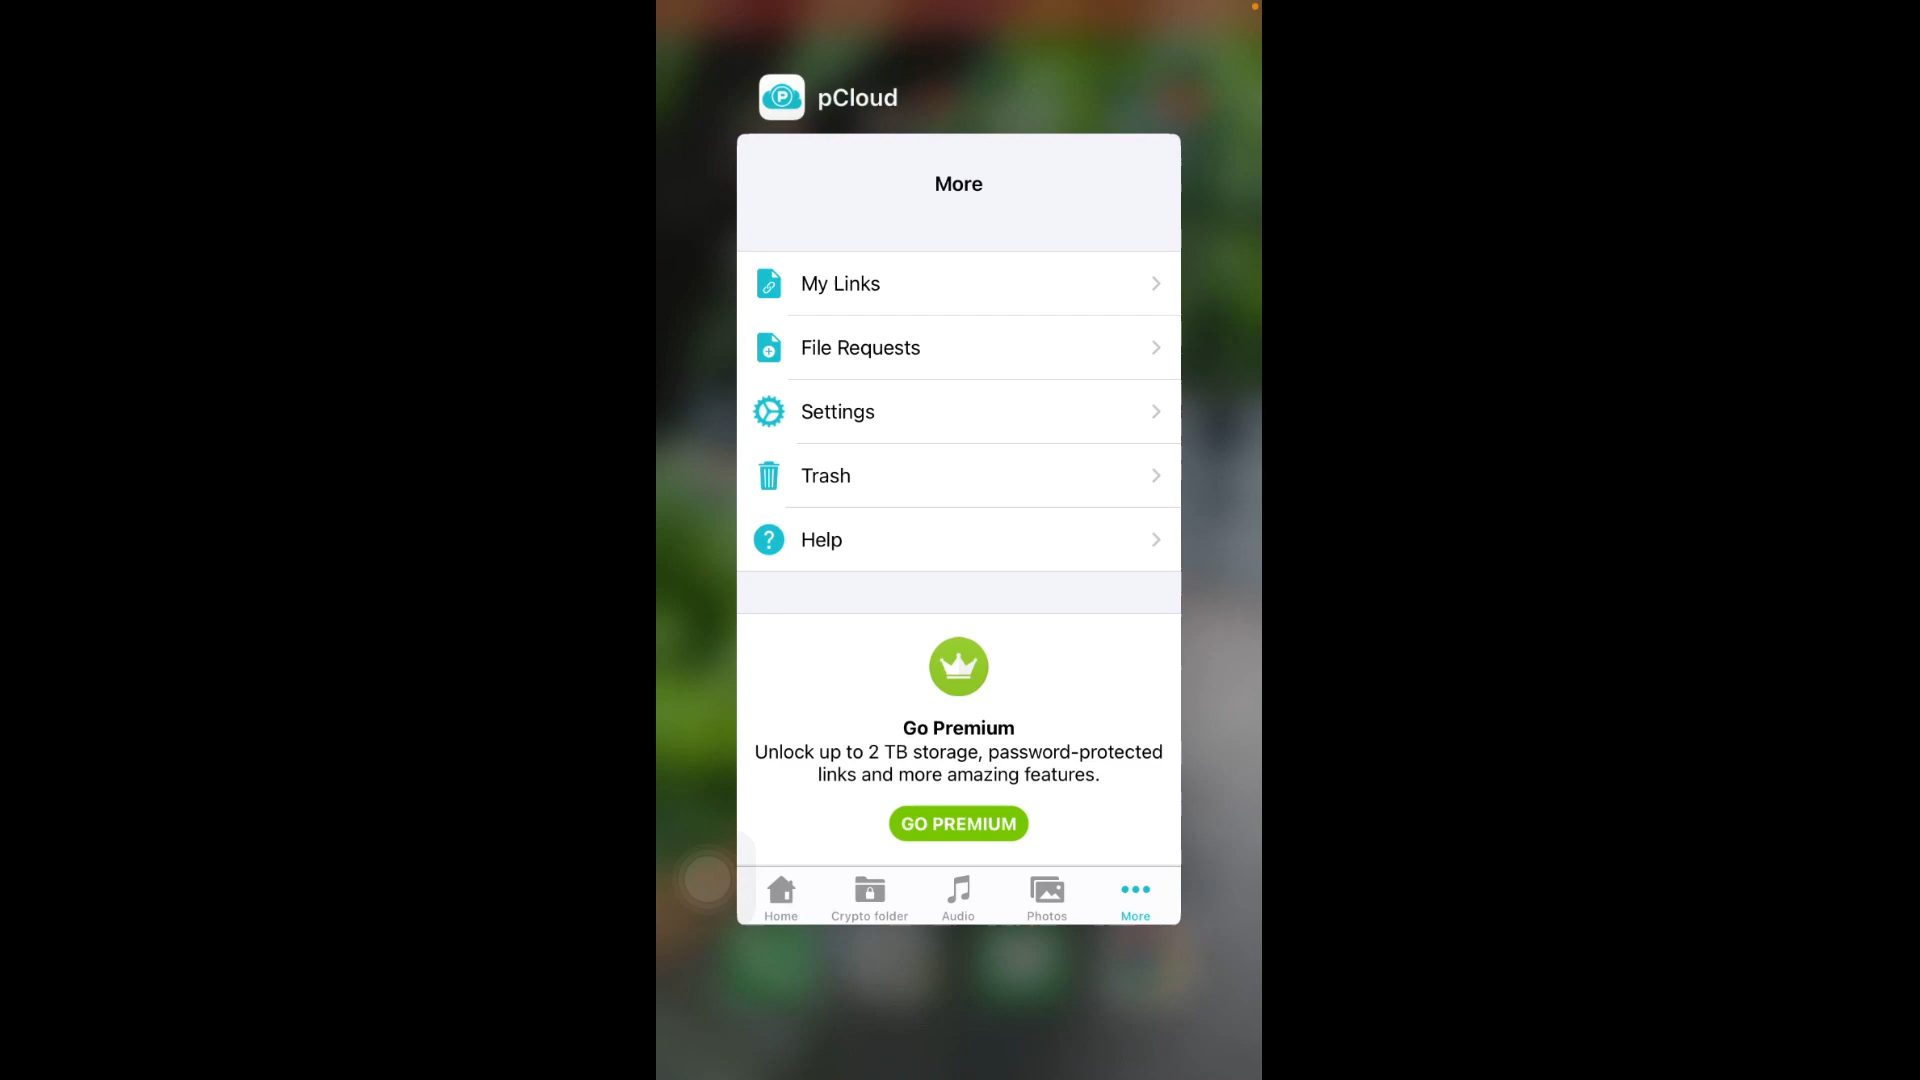 pCloud
More
My Links
File Requests
Settings
Trash
Help
Go Premium
Unlock up to 2 TB storage, password-protected
links and more amazing features.
GO PREMIUM
Home
Crypto folder
Audio
Photos
More